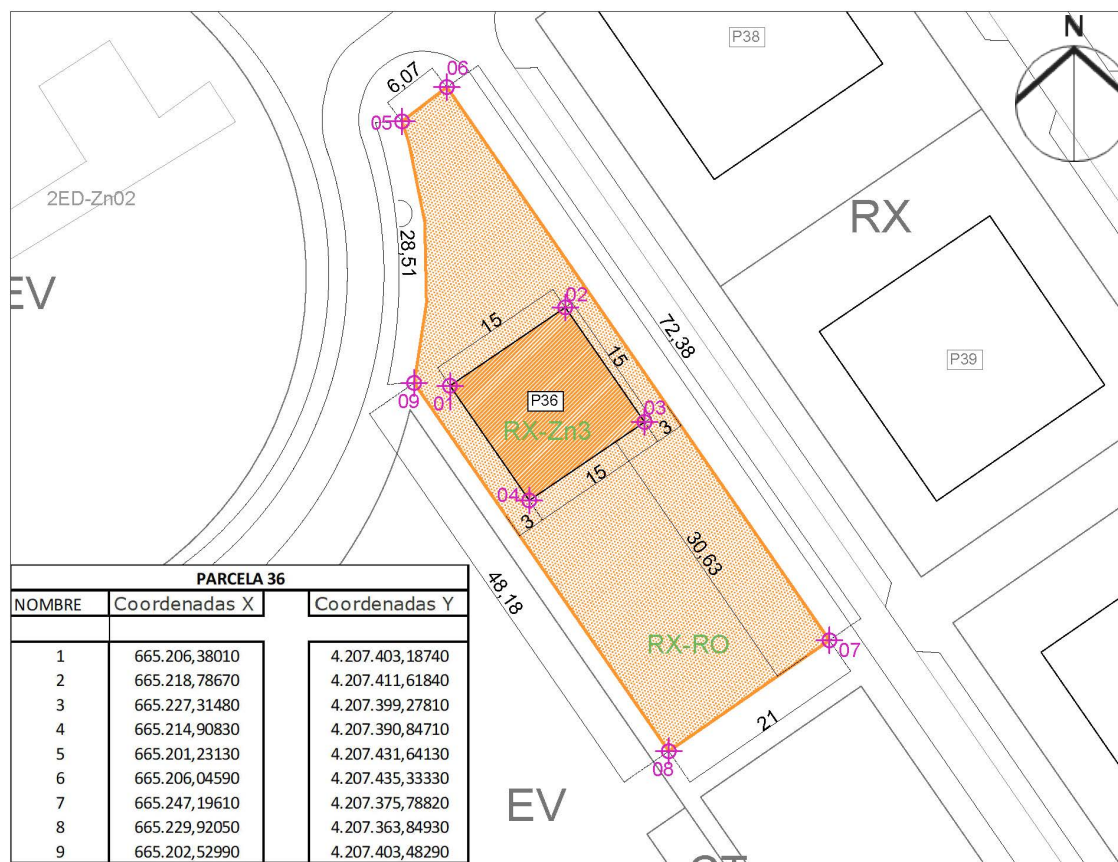 P38
N
06
6,07
05
2ED-Zn02
RX
28,51
EV
02
15
72,38
15
P39
09
01
P36
03
RX-Zn3
3
15
04
3
30,63
48,18
RX-RO
07
21
08
EV
PARCELA 36
NOMBRE Coordenadas X Coordenadas Y
1 665.206,38010 4.207.403,18740
2 665.218,78670 4.207.411,61840
3 665.227,31480 4.207.399,27810
4 665.214,90830 4.207.390,84710
5 665.201,23130 4.207.431,64130
6 665.206,04590 4.207.435,33330
7 665.247,19610 4.207.375,78820
8 665.229,92050 4.207.363,84930
9 665.202,52990 4.207.403,48290